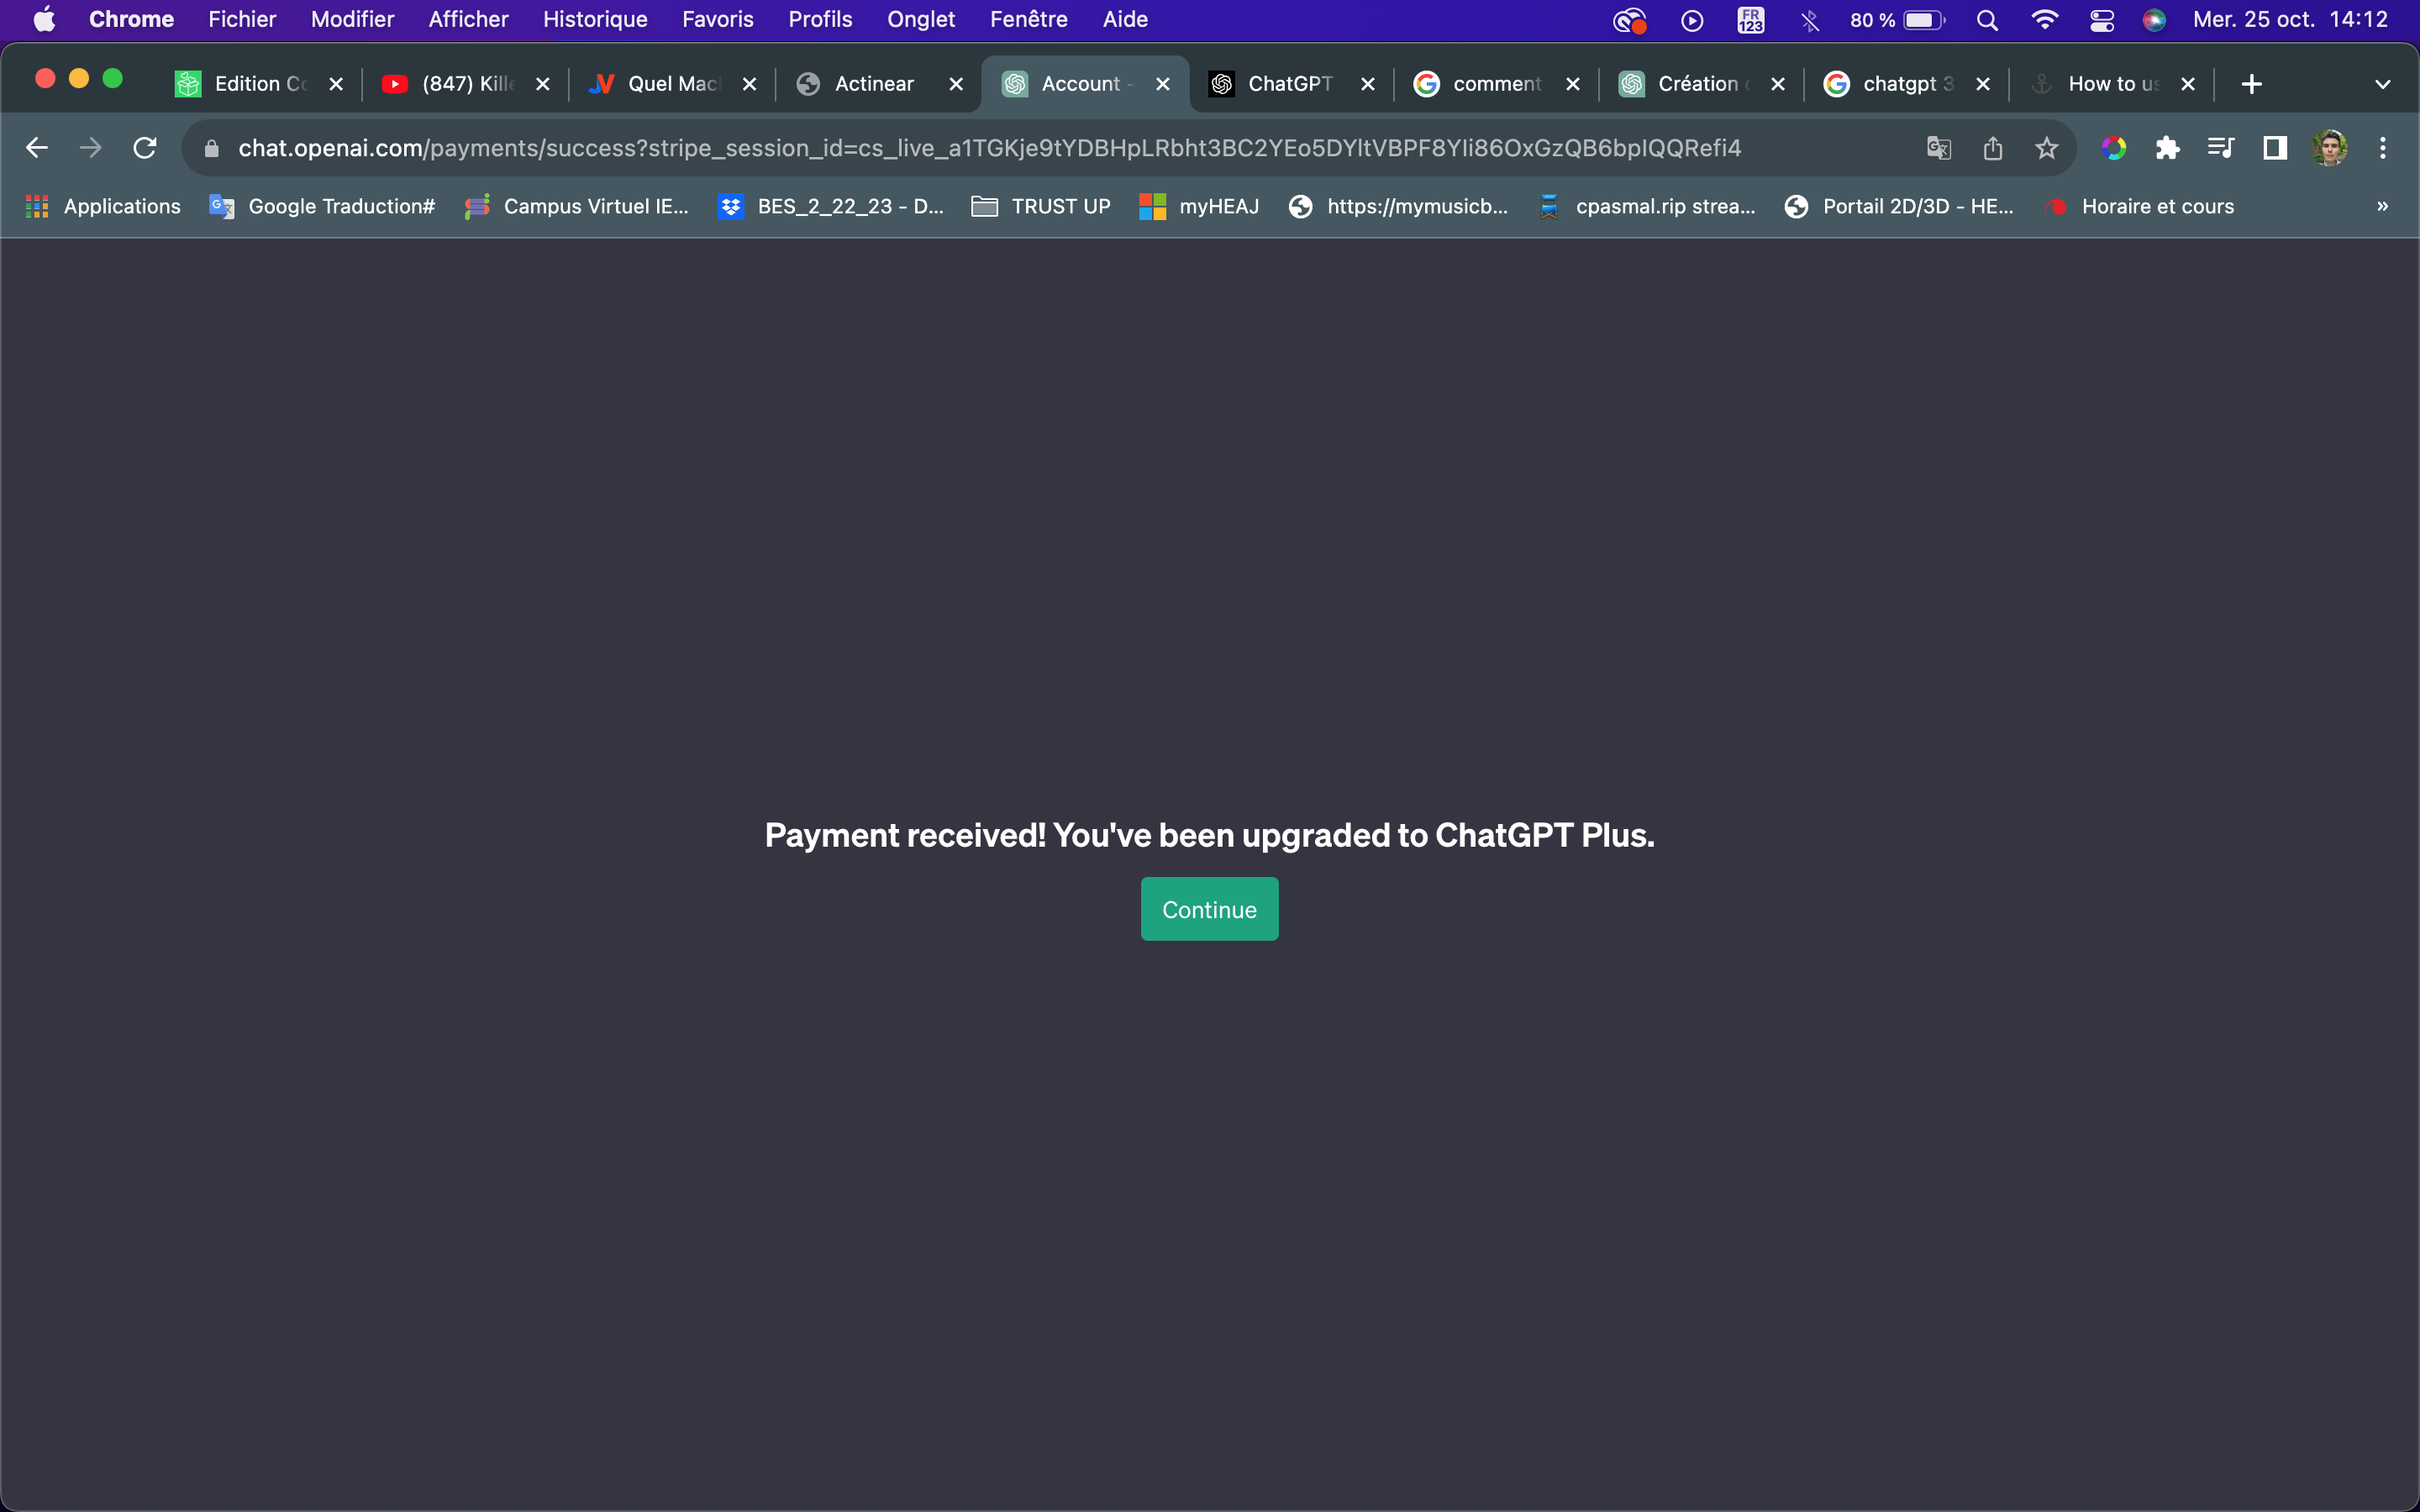 Chrome Fichier Modifier Afficher Historique Favoris Profils Onglet Fenêtre Aide FR 123 80 % Mer. 25 oct. 14:12
Edition Co (847) Kille Quel Mac Actinear Account - ChatGPT comment Création chatgpt 3 How to us
chat.openai.com/payments/success?stripe_session_id=cs_live_a1TGKje9tYDBHpLRbht3BC2YEo5DYltVBPF8YIi86OxGzQB6bpIQQRefi4
Applications Google Traduction# Campus Virtuel IE... BES_2_22_23 - D... TRUST UP myHEAJ https://mymusicb... cpasmal.rip strea... Portail 2D/3D - HE... Horaire et cours »
Payment received! You've been upgraded to ChatGPT Plus.
Continue